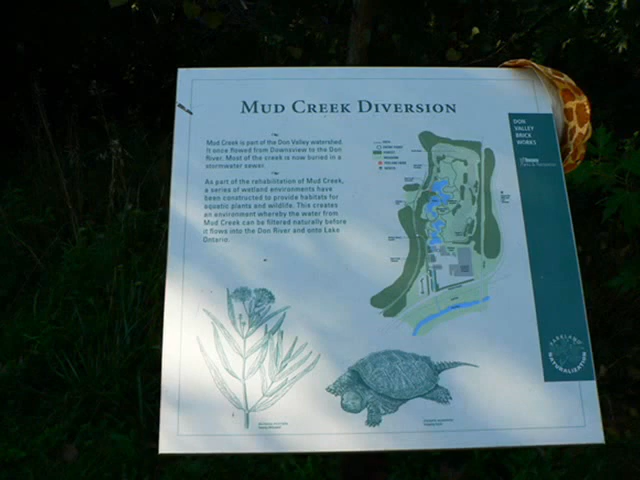 MUD CREEK DIVERSION
Mud Creek is part of the Don Valley watershed.
It once flowed from Downsview to the Don
River. Most of the creek is now buried in a
stormwater sewer.
As part of the rehabilitation of Mud Creek,
a series of wetland environments have
been constructed to provide habitats for
aquatic plants and wildlife. This creates
an environment whereby the water from
Mud Creek can be filtered naturally before
it flows into the Don River and onto Lake
Ontario.
DON
VALLEY
BRICK
WORKS
PARKLAND
NATURALIZATION